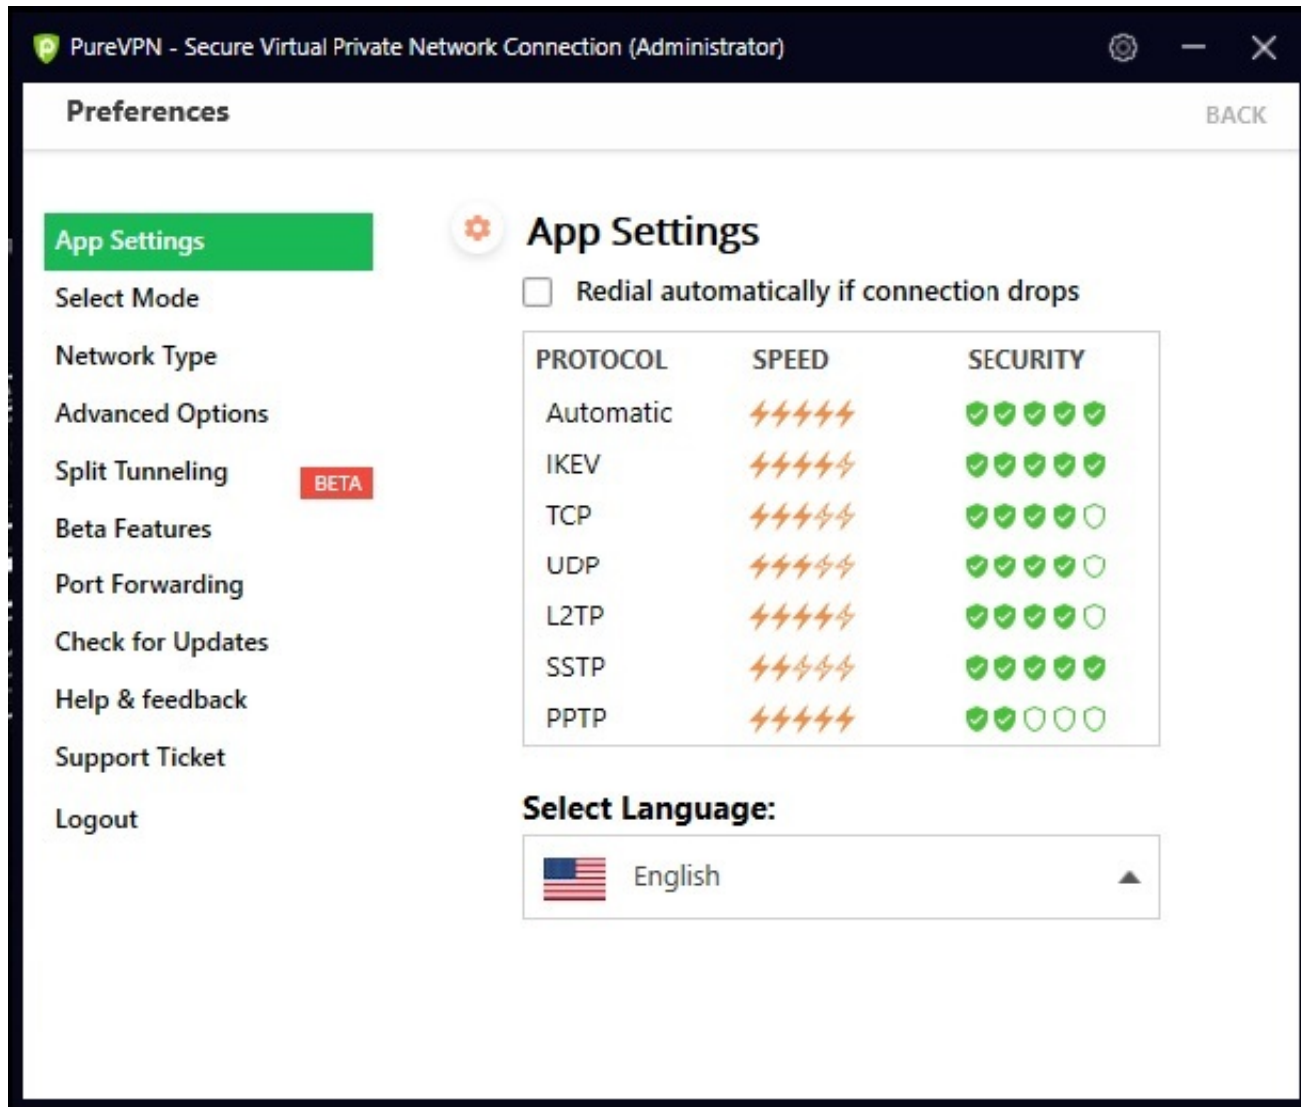 PureVPN - Secure Virtual Private Network Connection (Administrator)
Preferences
BACK
App Settings
Select Mode
Network Type
Advanced Options
Split Tunneling
BETA
Beta Features
Port Forwarding
Check for Updates
Help & feedback
Support Ticket
Logout
App Settings
Redial automatically if connection drops
PROTOCOL SPEED SECURITY
Automatic
IKEV
TCP
UDP
L2TP
SSTP
PPTP
Select Language:
English